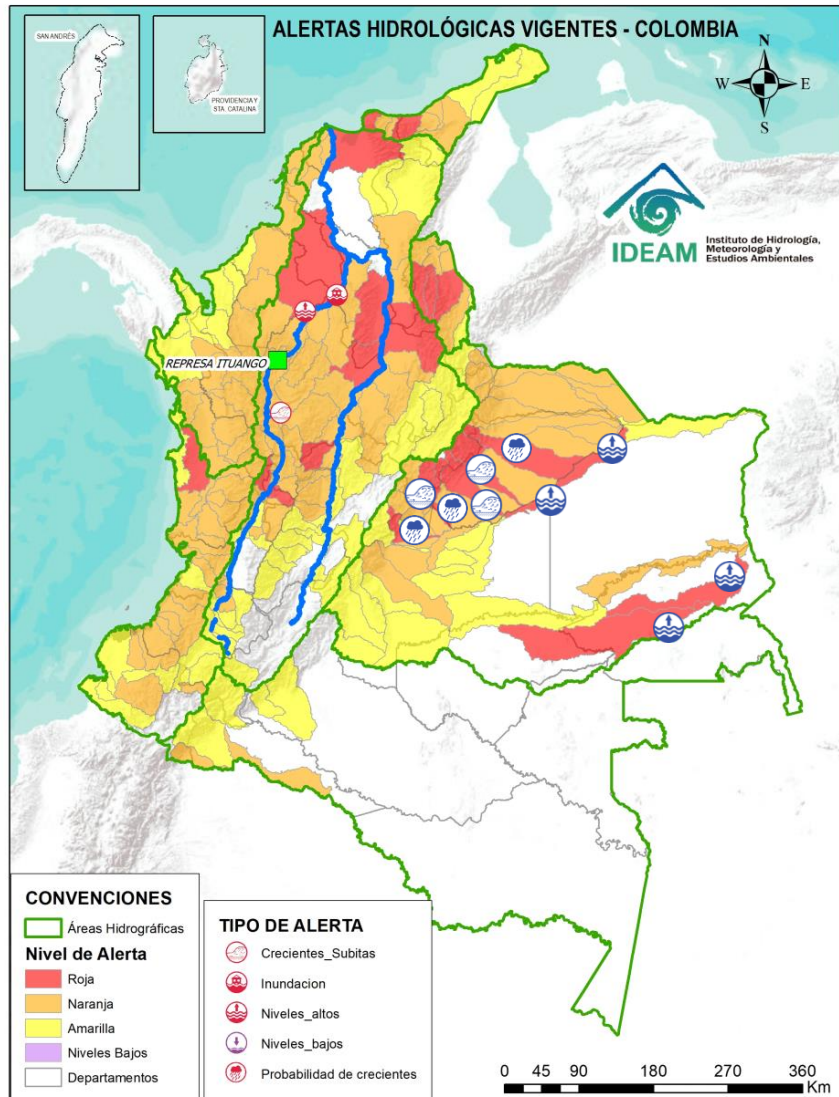 ALERTAS HIDROLÓGICAS VIGENTES - COLOMBIA
SAN ANDRÉS
PROVIDENCIA Y
STA. CATALINA
N
W
E
S
IDEAM
Instituto de Hidrología,
Meteorología y
Estudios Ambientales
REPRESA ITUANGO
CONVENCIONES
Áreas Hidrográficas
Nivel de Alerta
Roja
Naranja
Amarilla
Niveles Bajos
Departamentos
TIPO DE ALERTA
Crecientes_Subitas
Inundacion
Niveles_altos
Niveles_bajos
Probabilidad de crecientes
0 45 90 180 270 360
Km